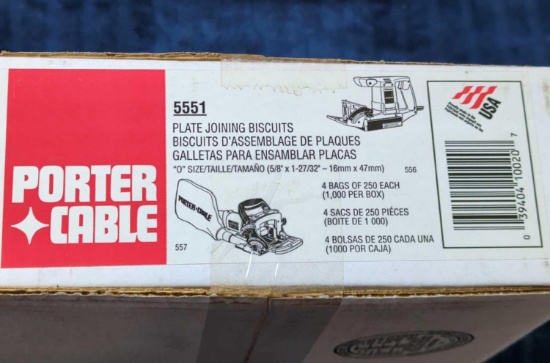 PORTER
CABLE
5551
PLATE JOINING BISCUITS
BISCUITS D'ASSEMBLAGE DE PLAQUES
GALLETAS PARA ENSAMBLAR PLACAS
"O" SIZE/TAILLE/TAMAÑO (5/8' x 1-27/32' – 16mm x 47mm)
556
4 BAGS OF 250 EACH
(1,000 PER BOX)
4 SACS DE 250 PIÈCES
(BOITE DE 1 000)
4 BOLSAS DE 250 CADA UNA
(1000 POR CAJA)
PORTER+CABLE
557
USA
0 39404 10020 7